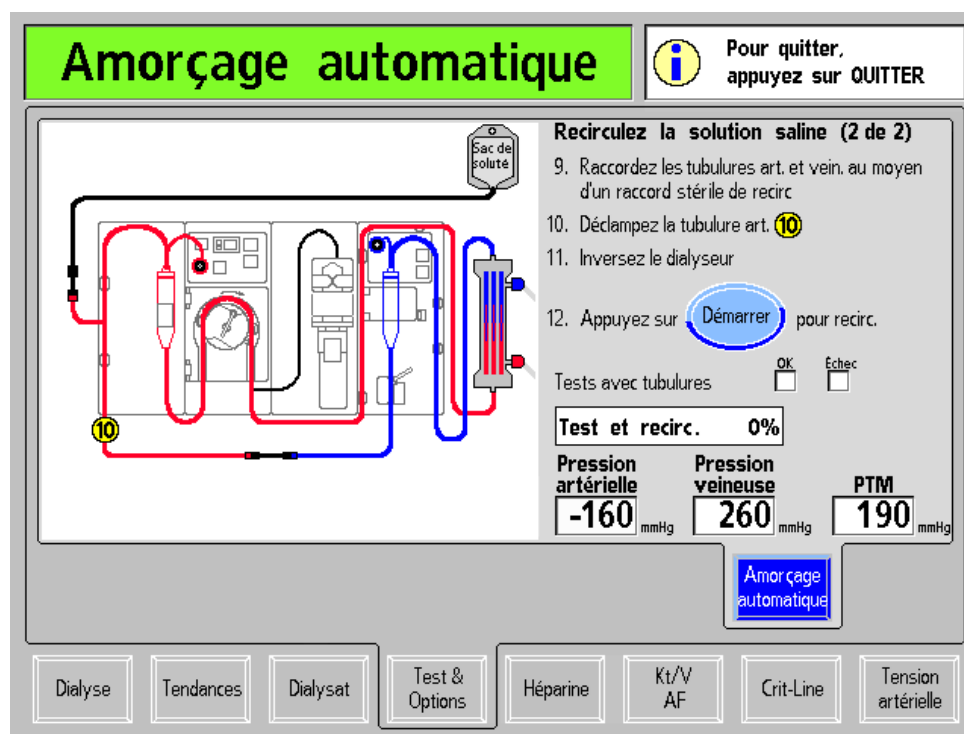 Amorçage automatique
Pour quitter,
appuyez sur QUITTER
Sac de
soluté
10
Recirculez la solution saline (2 de 2)
9. Raccordez les tubulures art. et vein. au moyen
d'un raccord stérile de recirc
10. Déclampez la tubulure art. 10
11. Inversez le dialyseur
12. Appuyez sur Démarrer pour recirc.
OK Échec
Tests avec tubulures
Test et recirc. 0%
Pression
artérielle
-160 mmHg
Pression
veineuse
260 mmHg
PTM
190 mmHg
Amorçage
automatique
Dialyse
Tendances
Dialysat
Test &
Options
Héparine
Kt/V
AF
Crit-Line
Tension
artérielle